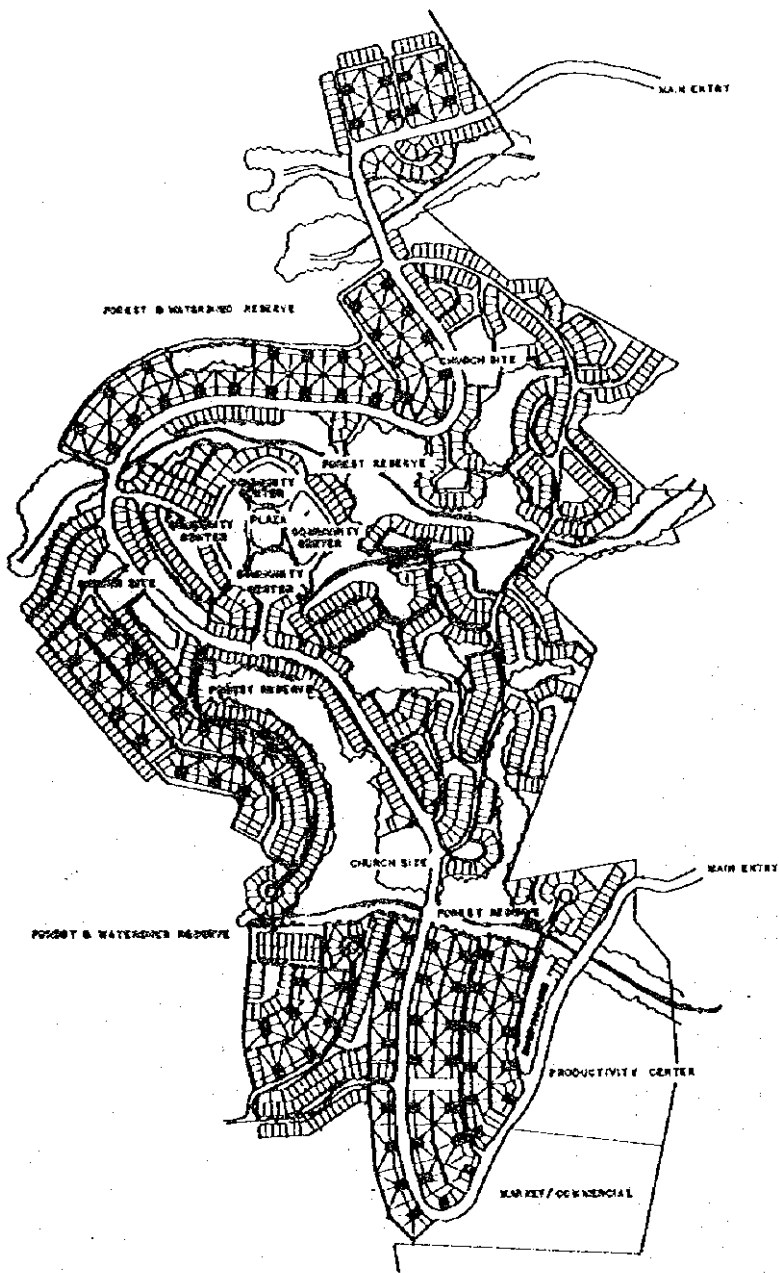 MAIN ENTRY
FOREST & WATERSHED RESERVE
CHURCH SITE
FOREST RESERVE
COMMUNITY
CENTER
PLAZA
COMMUNITY
CENTER
COMMUNITY
CENTER
COMMUNITY
CENTER
SITE
FOREST RESERVE
CHURCH SITE
MAIN ENTRY
FOREST RESERVE
FOREST & WATERSHED RESERVE
PRODUCTIVITY CENTER
MARKET/COMMERCIAL